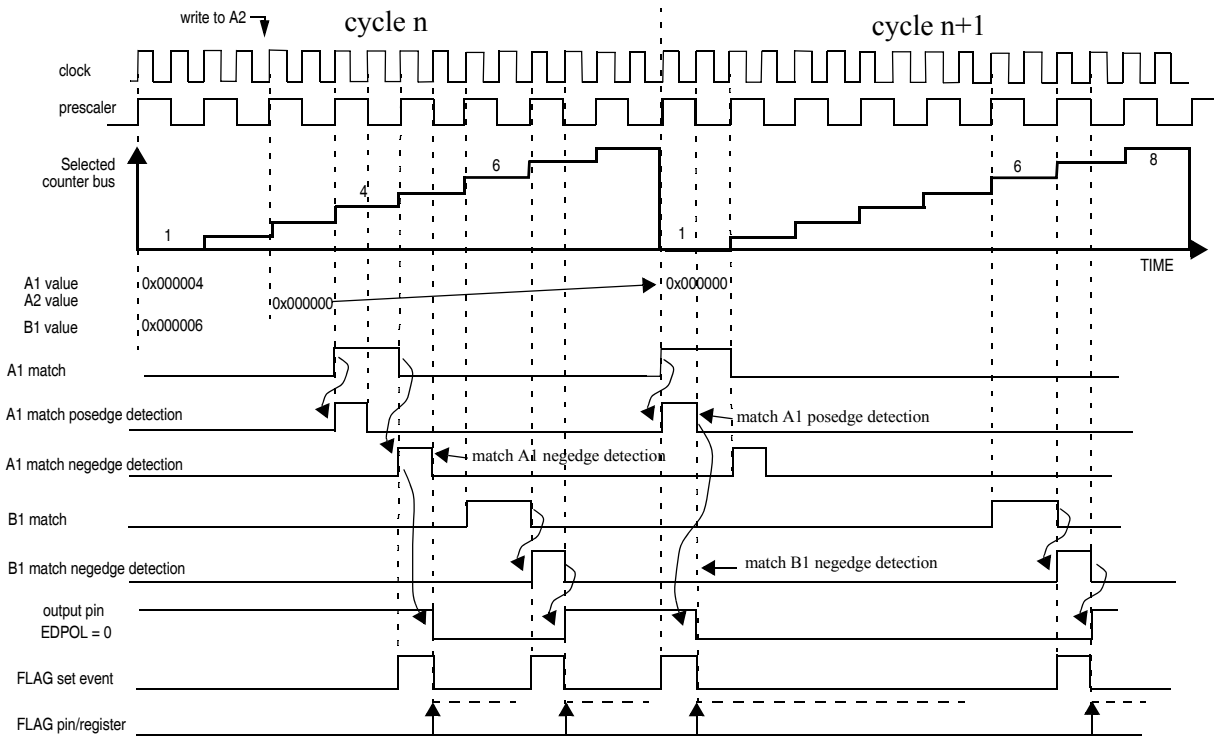 write to A2
cycle n
cycle n+1
clock
prescaler
Selected
counter bus
1
4
6
1
6
8
TIME
A1 value
0x000004
0x000000
A2 value
0x000000
B1 value
0x000006
A1 match
A1 match posedge detection
match A1 posedge detection
A1 match negedge detection
match A1 negedge detection
B1 match
B1 match negedge detection
match B1 negedge detection
output pin
EDPOL = 0
FLAG set event
FLAG pin/register